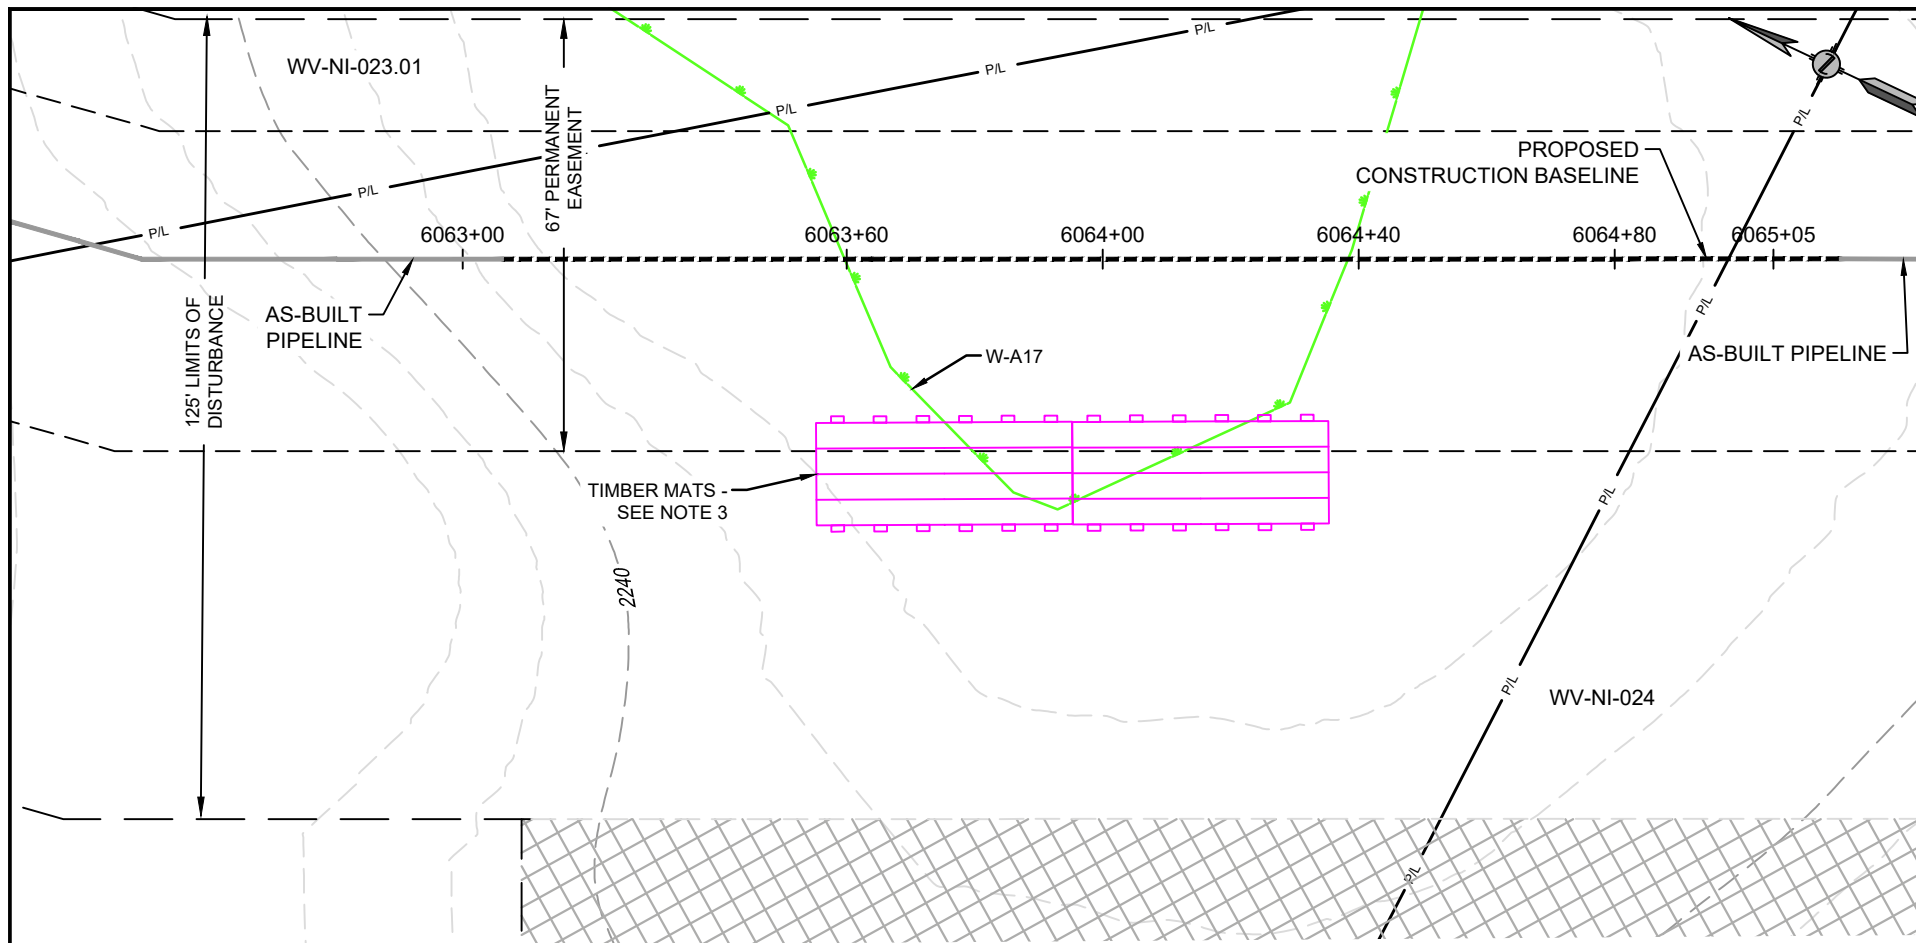 WV-NI-023.01
P/L
P/L
P/L
P/L
P/L
67' PERMANENT
EASEMENT
P/L
PROPOSED
CONSTRUCTION BASELINE
6063+00
6063+60
6064+00
6064+40
6064+80
6065+05
125' LIMITS OF
DISTURBANCE
AS-BUILT
PIPELINE
P/L
W-A17
AS-BUILT PIPELINE
TIMBER MATS -
SEE NOTE 3
P/L
2240
P/L
WV-NI-024
P/L